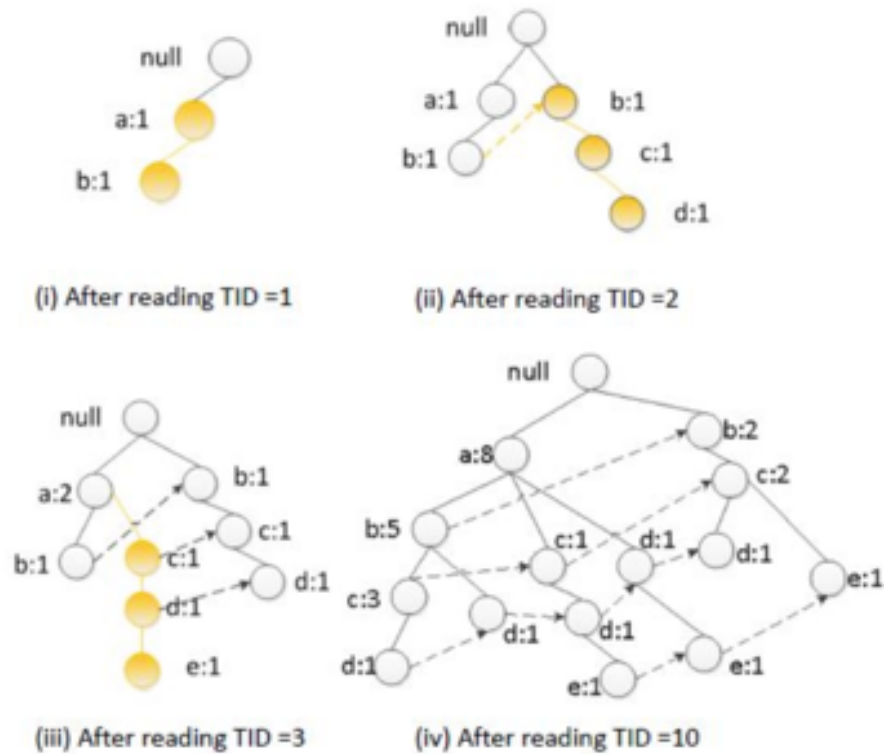 null
a:1
b:1
(i) After reading TID =1
null
a:1
b:1
b:1
c:1
d:1
(ii) After reading TID =2
null
a:2
b:1
b:1
c:1
c:1
d:1
d:1
e:1
(iii) After reading TID =3
null
a:8
b:2
c:2
b:5
c:1
d:1
d:1
e:1
c:3
d:1
d:1
d:1
e:1
e:1
(iv) After reading TID =10